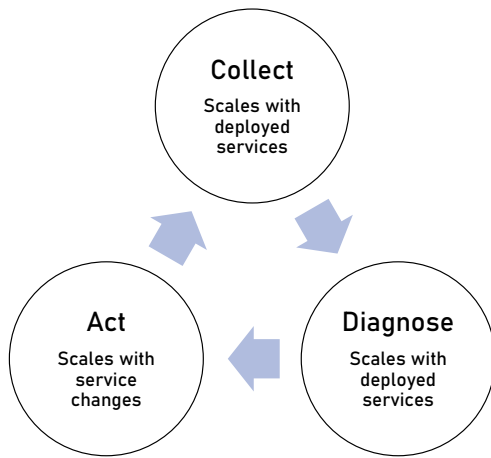 Collect
Scales with
deployed
services
Act
Scales with
service
changes
Diagnose
Scales with
deployed
services